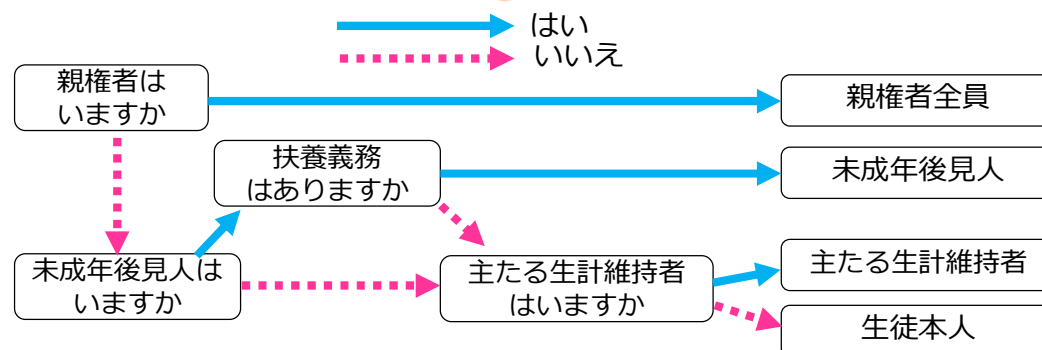 はい
いいえ
親権者は
いますか
親権者全員
扶養義務
はありますか
未成年後見人
未成年後見人は
いますか
主たる生計維持者
はいますか
主たる生計維持者
生徒本人